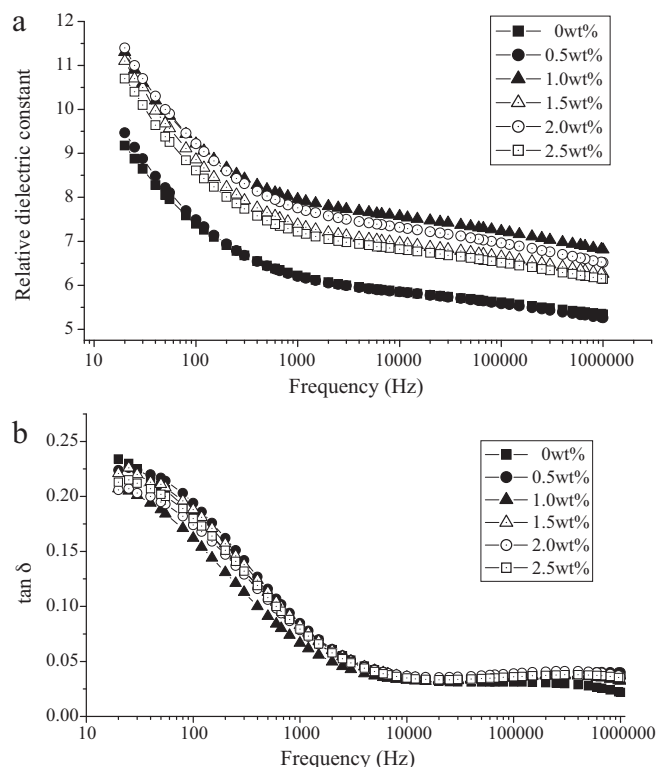 a
0wt%
0.5wt%
1.0wt%
1.5wt%
2.0wt%
2.5wt%
12
11
10
9
8
7
6
5
Relative dielectric constant
10 100 1000 10000 100000 1000000
Frequency (Hz)
b
0wt%
0.5wt%
1.0wt%
1.5wt%
2.0wt%
2.5wt%
0.25
0.20
0.15
0.10
0.05
0.00
tan δ
10 100 1000 10000 100000 1000000
Frequency (Hz)